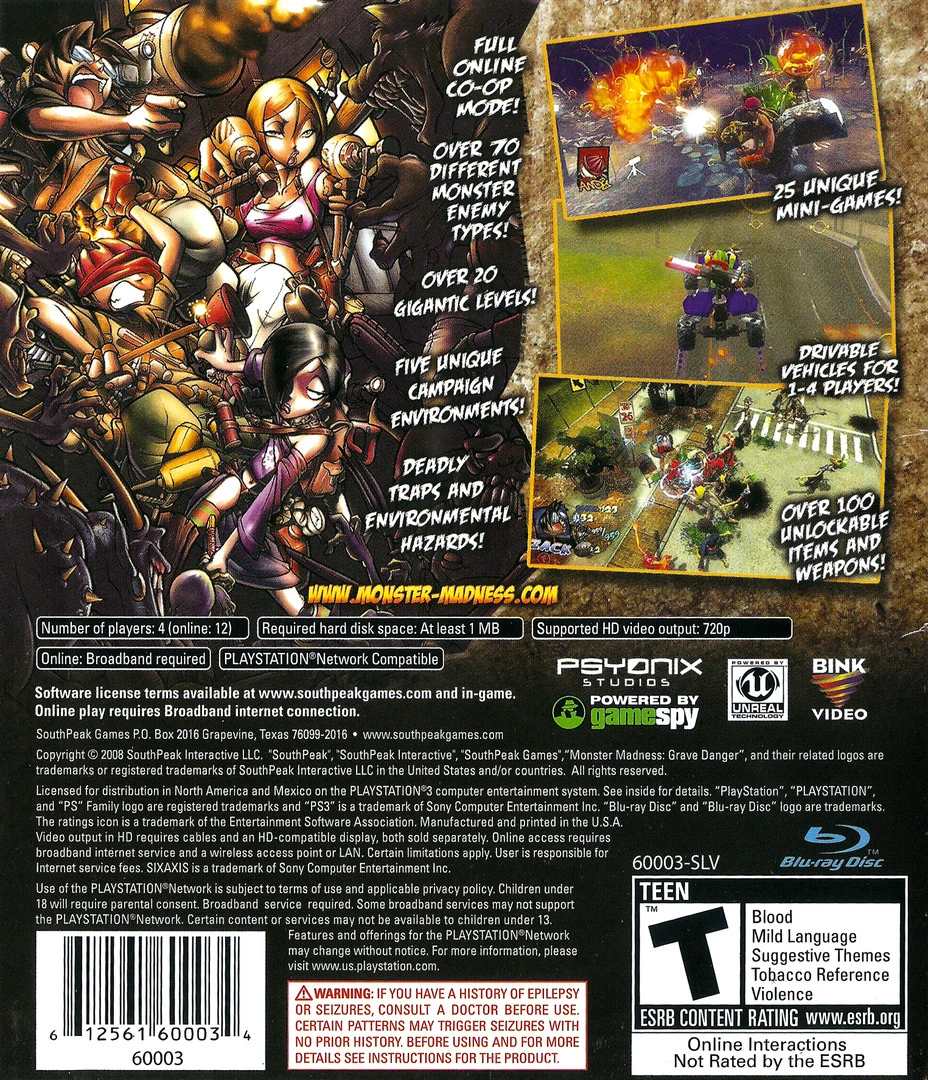 FULL
ONLINE
CO-OP
MODE!
OVER 70
DIFFERENT
MONSTER
ENEMY
TYPES!
OVER 20
GIGANTIC LEVELS!
FIVE UNIQUE
CAMPAIGN
ENVIRONMENTS!
DEADLY
TRAPS AND
ENVIRONMENTAL
HAZARDS!
25 UNIQUE
MINI-GAMES!
DRIVABLE
VEHICLES FOR
1-4 PLAYERS!
ZACK
OVER 100
UNLOCKABLE
ITEMS AND
WEAPONS!
WWW.MONSTER-MADNESS.COM
Number of players: 4 (online: 12)
Required hard disk space: At least 1 MB
Supported HD video output: 720p
Online: Broadband required
PLAYSTATION®Network Compatible
PSYONIX
STUDIOS
POWERED BY
gamespy
POWERED BY
UNREAL
TECHNOLOGY
BINK
VIDEO
Software license terms available at www.southpeakgames.com and in-game.
Online play requires Broadband internet connection.
SouthPeak Games P.O. Box 2016 Grapevine, Texas 76099-2016 • www.southpeakgames.com
Copyright © 2008 SouthPeak Interactive LLC. "SouthPeak", "SouthPeak Interactive", "SouthPeak Games", "Monster Madness: Grave Danger", and their related logos are
trademarks or registered trademarks of SouthPeak Interactive LLC in the United States and/or countries. All rights reserved.
Licensed for distribution in North America and Mexico on the PLAYSTATION®3 computer entertainment system. See inside for details. "PlayStation", "PLAYSTATION",
and "PS" Family logo are registered trademarks and "PS3" is a trademark of Sony Computer Entertainment Inc. "Blu-ray Disc" and "Blu-ray Disc" logo are trademarks.
The ratings icon is a trademark of the Entertainment Software Association. Manufactured and printed in the U.S.A.
Video output in HD requires cables and an HD-compatible display, both sold separately. Online access requires
broadband internet service and a wireless access point or LAN. Certain limitations apply. User is responsible for
Internet service fees. SIXAXIS is a trademark of Sony Computer Entertainment Inc.
Use of the PLAYSTATION®Network is subject to terms of use and applicable privacy policy. Children under
18 will require parental consent. Broadband service required. Some broadband services may not support
the PLAYSTATION®Network. Certain content or services may not be available to children under 13.
Features and offerings for the PLAYSTATION®Network
may change without notice. For more information, please
visit www.us.playstation.com.
60003-SLV
Blu-ray Disc™
⚠WARNING: IF YOU HAVE A HISTORY OF EPILEPSY
OR SEIZURES, CONSULT A DOCTOR BEFORE USE.
CERTAIN PATTERNS MAY TRIGGER SEIZURES WITH
NO PRIOR HISTORY. BEFORE USING AND FOR MORE
DETAILS SEE INSTRUCTIONS FOR THE PRODUCT.
6 12561 60003 4
60003
TEEN
T™
Blood
Mild Language
Suggestive Themes
Tobacco Reference
Violence
ESRB CONTENT RATING www.esrb.org
Online Interactions
Not Rated by the ESRB